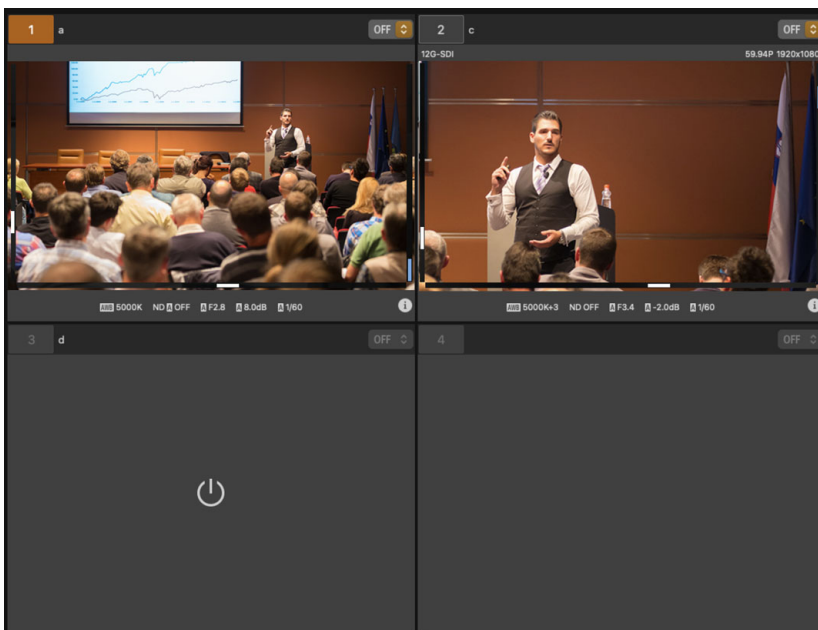 1 a OFF
2 c OFF
12G-SDI 59.94P 1920x1080
AWB 5000K ND A OFF A F2.8 A 8.0dB A 1/60 i
AWB 5000K+3 ND OFF A F3.4 A -2.0dB A 1/60 i
3 d OFF
4 OFF